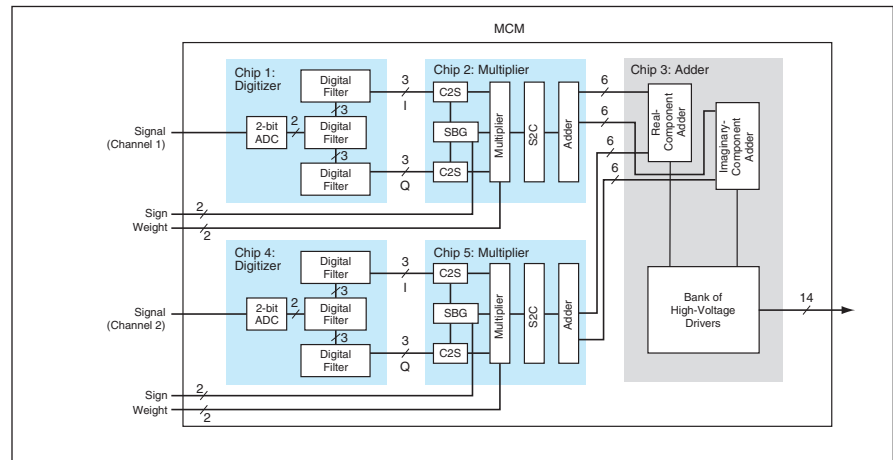 MCM
Chip 1:
Digitizer
Digital
Filter
3
2-bit
ADC
2
Digital
Filter
3
Digital
Filter
3
I
3
Q
Chip 2: Multiplier
C2S
SBG
C2S
Multiplier
S2C
Adder
6
6
6
6
Chip 3: Adder
Real-
Component
Adder
Imaginary-
Component
Adder
Bank of
High-Voltage
Drivers
14
Signal
(Channel 1)
Sign
2
Weight
2
Chip 4:
Digitizer
Digital
Filter
3
2-bit
ADC
2
Digital
Filter
3
Digital
Filter
3
I
3
Q
Chip 5: Multiplier
C2S
SBG
C2S
Multiplier
S2C
Adder
Signal
(Channel 2)
Sign
2
Weight
2